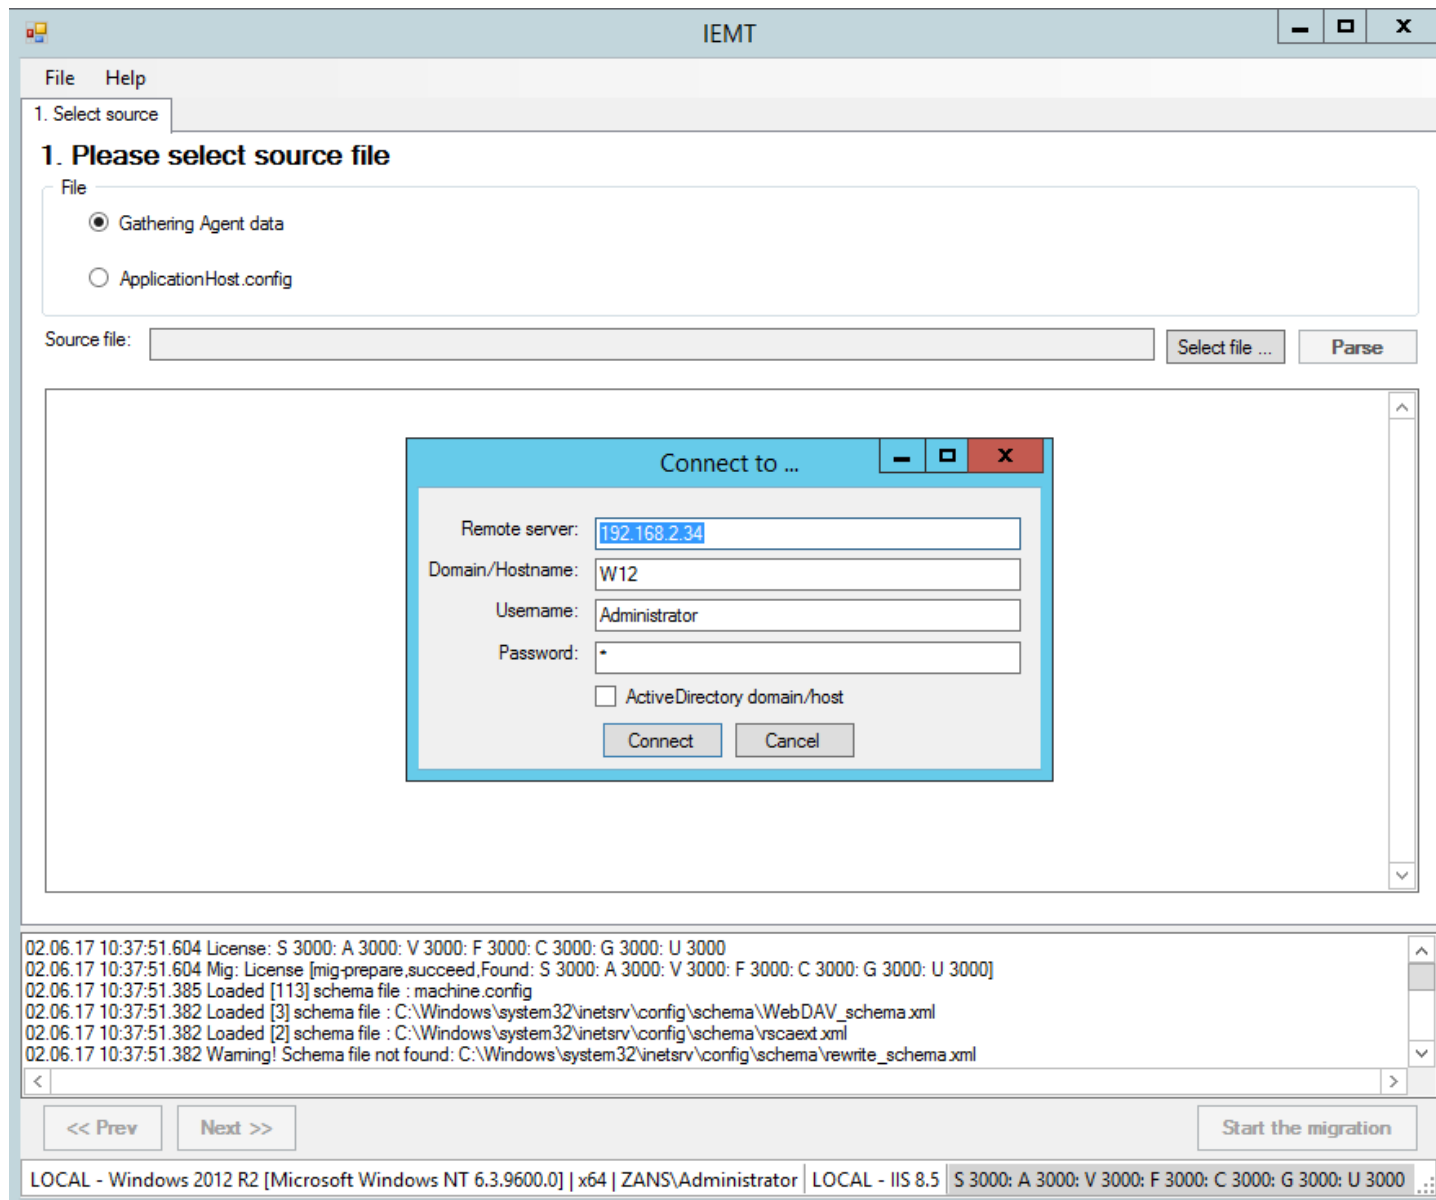 IEMT
File Help
1. Select source
1. Please select source file
File
Gathering Agent data
ApplicationHost.config
Source file: Select file ... Parse
Connect to ...
Remote server: 192.168.2.34
Domain/Hostname: W12
Username: Administrator
Password: *
ActiveDirectory domain/host
Connect Cancel
02.06.17 10:37:51.604 License: S 3000: A 3000: V 3000: F 3000: C 3000: G 3000: U 3000
02.06.17 10:37:51.604 Mig: License [mig-prepare,succeed,Found: S 3000: A 3000: V 3000: F 3000: C 3000: G 3000: U 3000]
02.06.17 10:37:51.385 Loaded [113] schema file : machine.config
02.06.17 10:37:51.382 Loaded [3] schema file : C:\Windows\system32\inetsrv\config\schema\WebDAV_schema.xml
02.06.17 10:37:51.382 Loaded [2] schema file : C:\Windows\system32\inetsrv\config\schema\rscaext.xml
02.06.17 10:37:51.382 Warning! Schema file not found: C:\Windows\system32\inetsrv\config\schema\rewrite_schema.xml
<< Prev Next >> Start the migration
LOCAL - Windows 2012 R2 [Microsoft Windows NT 6.3.9600.0] | x64 | ZANS\Administrator LOCAL - IIS 8.5 S 3000: A 3000: V 3000: F 3000: C 3000: G 3000: U 3000